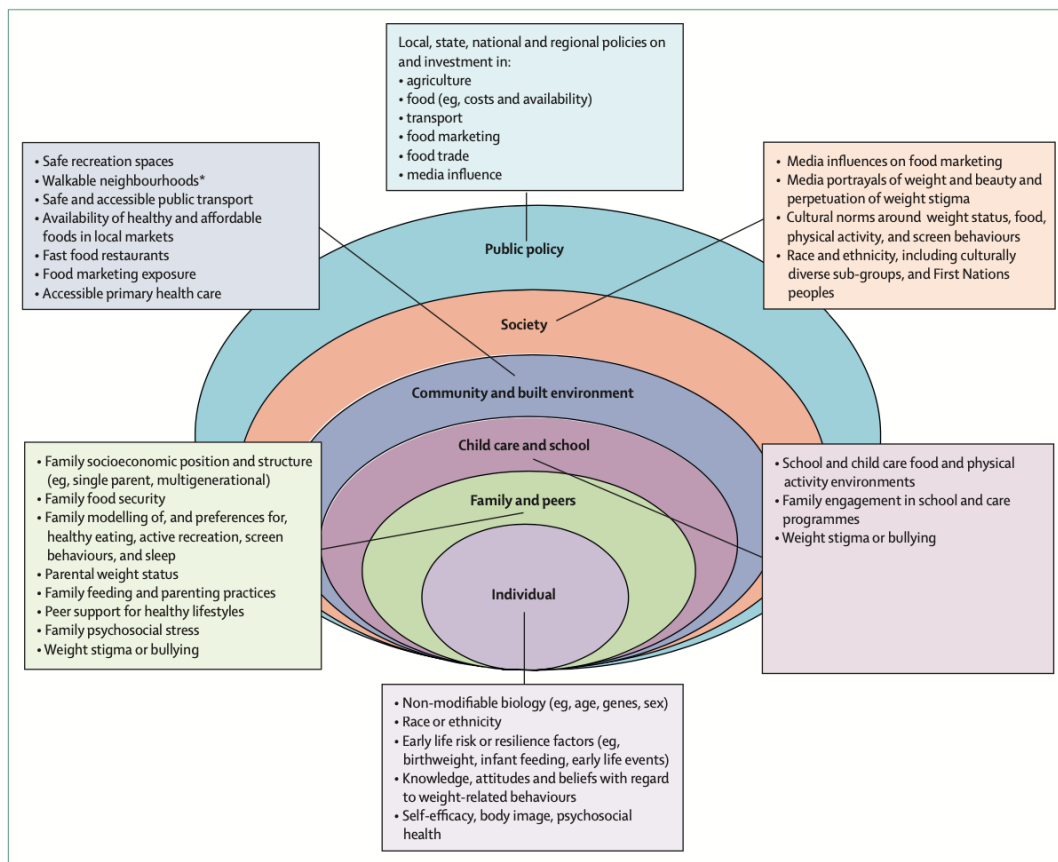 Local, state, national and regional policies on
and investment in:
• agriculture
• food (eg, costs and availability)
• transport
• food marketing
• food trade
• media influence
• Safe recreation spaces
• Walkable neighbourhoods*
• Safe and accessible public transport
• Availability of healthy and affordable
foods in local markets
• Fast food restaurants
• Food marketing exposure
• Accessible primary health care
• Media influences on food marketing
• Media portrayals of weight and beauty and
perpetuation of weight stigma
• Cultural norms around weight status, food,
physical activity, and screen behaviours
• Race and ethnicity, including culturally
diverse sub-groups, and First Nations
peoples
Public policy
Society
Community and built environment
Child care and school
Family and peers
Individual
• Family socioeconomic position and structure
(eg, single parent, multigenerational)
• Family food security
• Family modelling of, and preferences for,
healthy eating, active recreation, screen
behaviours, and sleep
• Parental weight status
• Family feeding and parenting practices
• Peer support for healthy lifestyles
• Family psychosocial stress
• Weight stigma or bullying
• School and child care food and physical
activity environments
• Family engagement in school and care
programmes
• Weight stigma or bullying
• Non-modifiable biology (eg, age, genes, sex)
• Race or ethnicity
• Early life risk or resilience factors (eg,
birthweight, infant feeding, early life events)
• Knowledge, attitudes and beliefs with regard
to weight-related behaviours
• Self-efficacy, body image, psychosocial
health